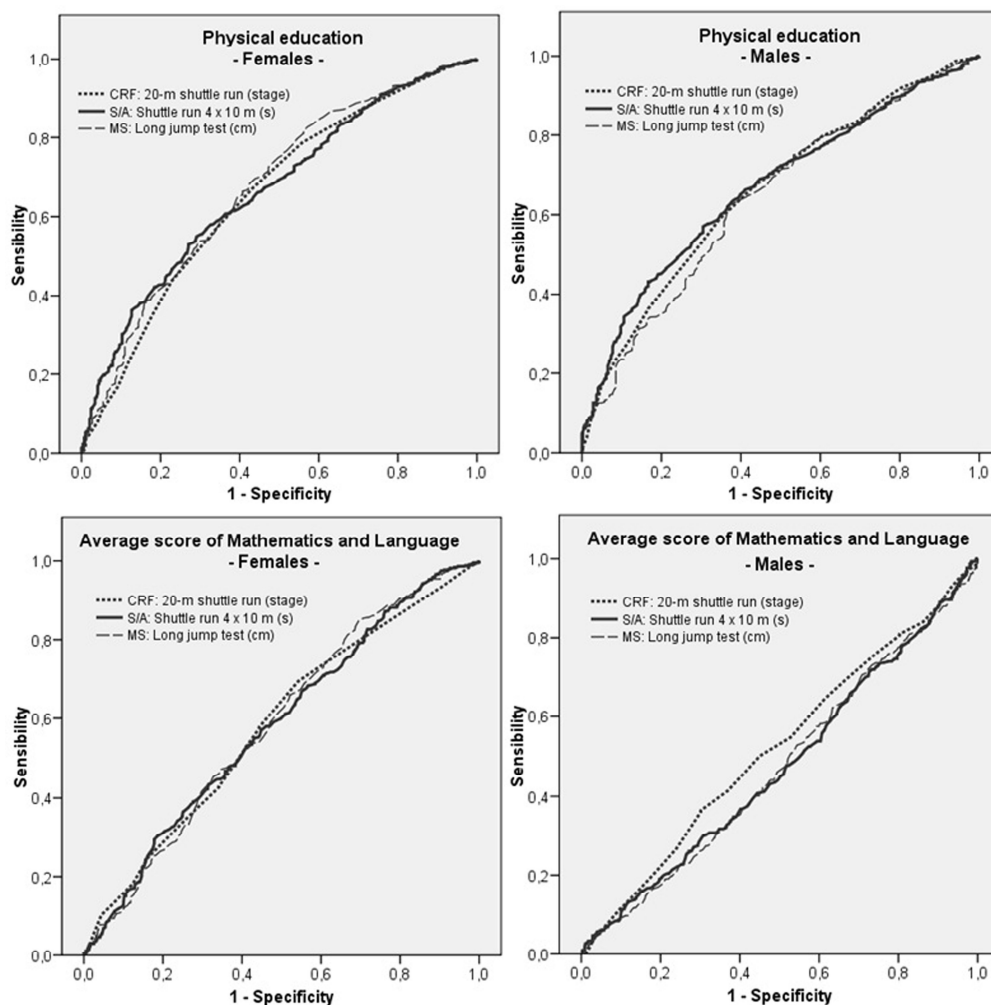 Physical education
- Females -
CRF: 20-m shuttle run (stage)
S/A: Shuttle run 4 x 10 m (s)
MS: Long jump test (cm)
Sensibility
1,0
0,8
0,6
0,4
0,2
0,0
0,0 0,2 0,4 0,6 0,8 1,0
1 - Specificity
Physical education
- Males -
CRF: 20-m shuttle run (stage)
S/A: Shuttle run 4 x 10 m (s)
MS: Long jump test (cm)
Sensibility
1,0
0,8
0,6
0,4
0,2
0,0
0,0 0,2 0,4 0,6 0,8 1,0
1 - Specificity
Average score of Mathematics and Language
- Females -
CRF: 20-m shuttle run (stage)
S/A: Shuttle run 4 x 10 m (s)
MS: Long jump test (cm)
Sensibility
1,0
0,8
0,6
0,4
0,2
0,0
0,0 0,2 0,4 0,6 0,8 1,0
1 - Specificity
Average score of Mathematics and Language
- Males -
CRF: 20-m shuttle run (stage)
S/A: Shuttle run 4 x 10 m (s)
MS: Long jump test (cm)
Sensibility
1,0
0,8
0,6
0,4
0,2
0,0
0,0 0,2 0,4 0,6 0,8 1,0
1 - Specificity